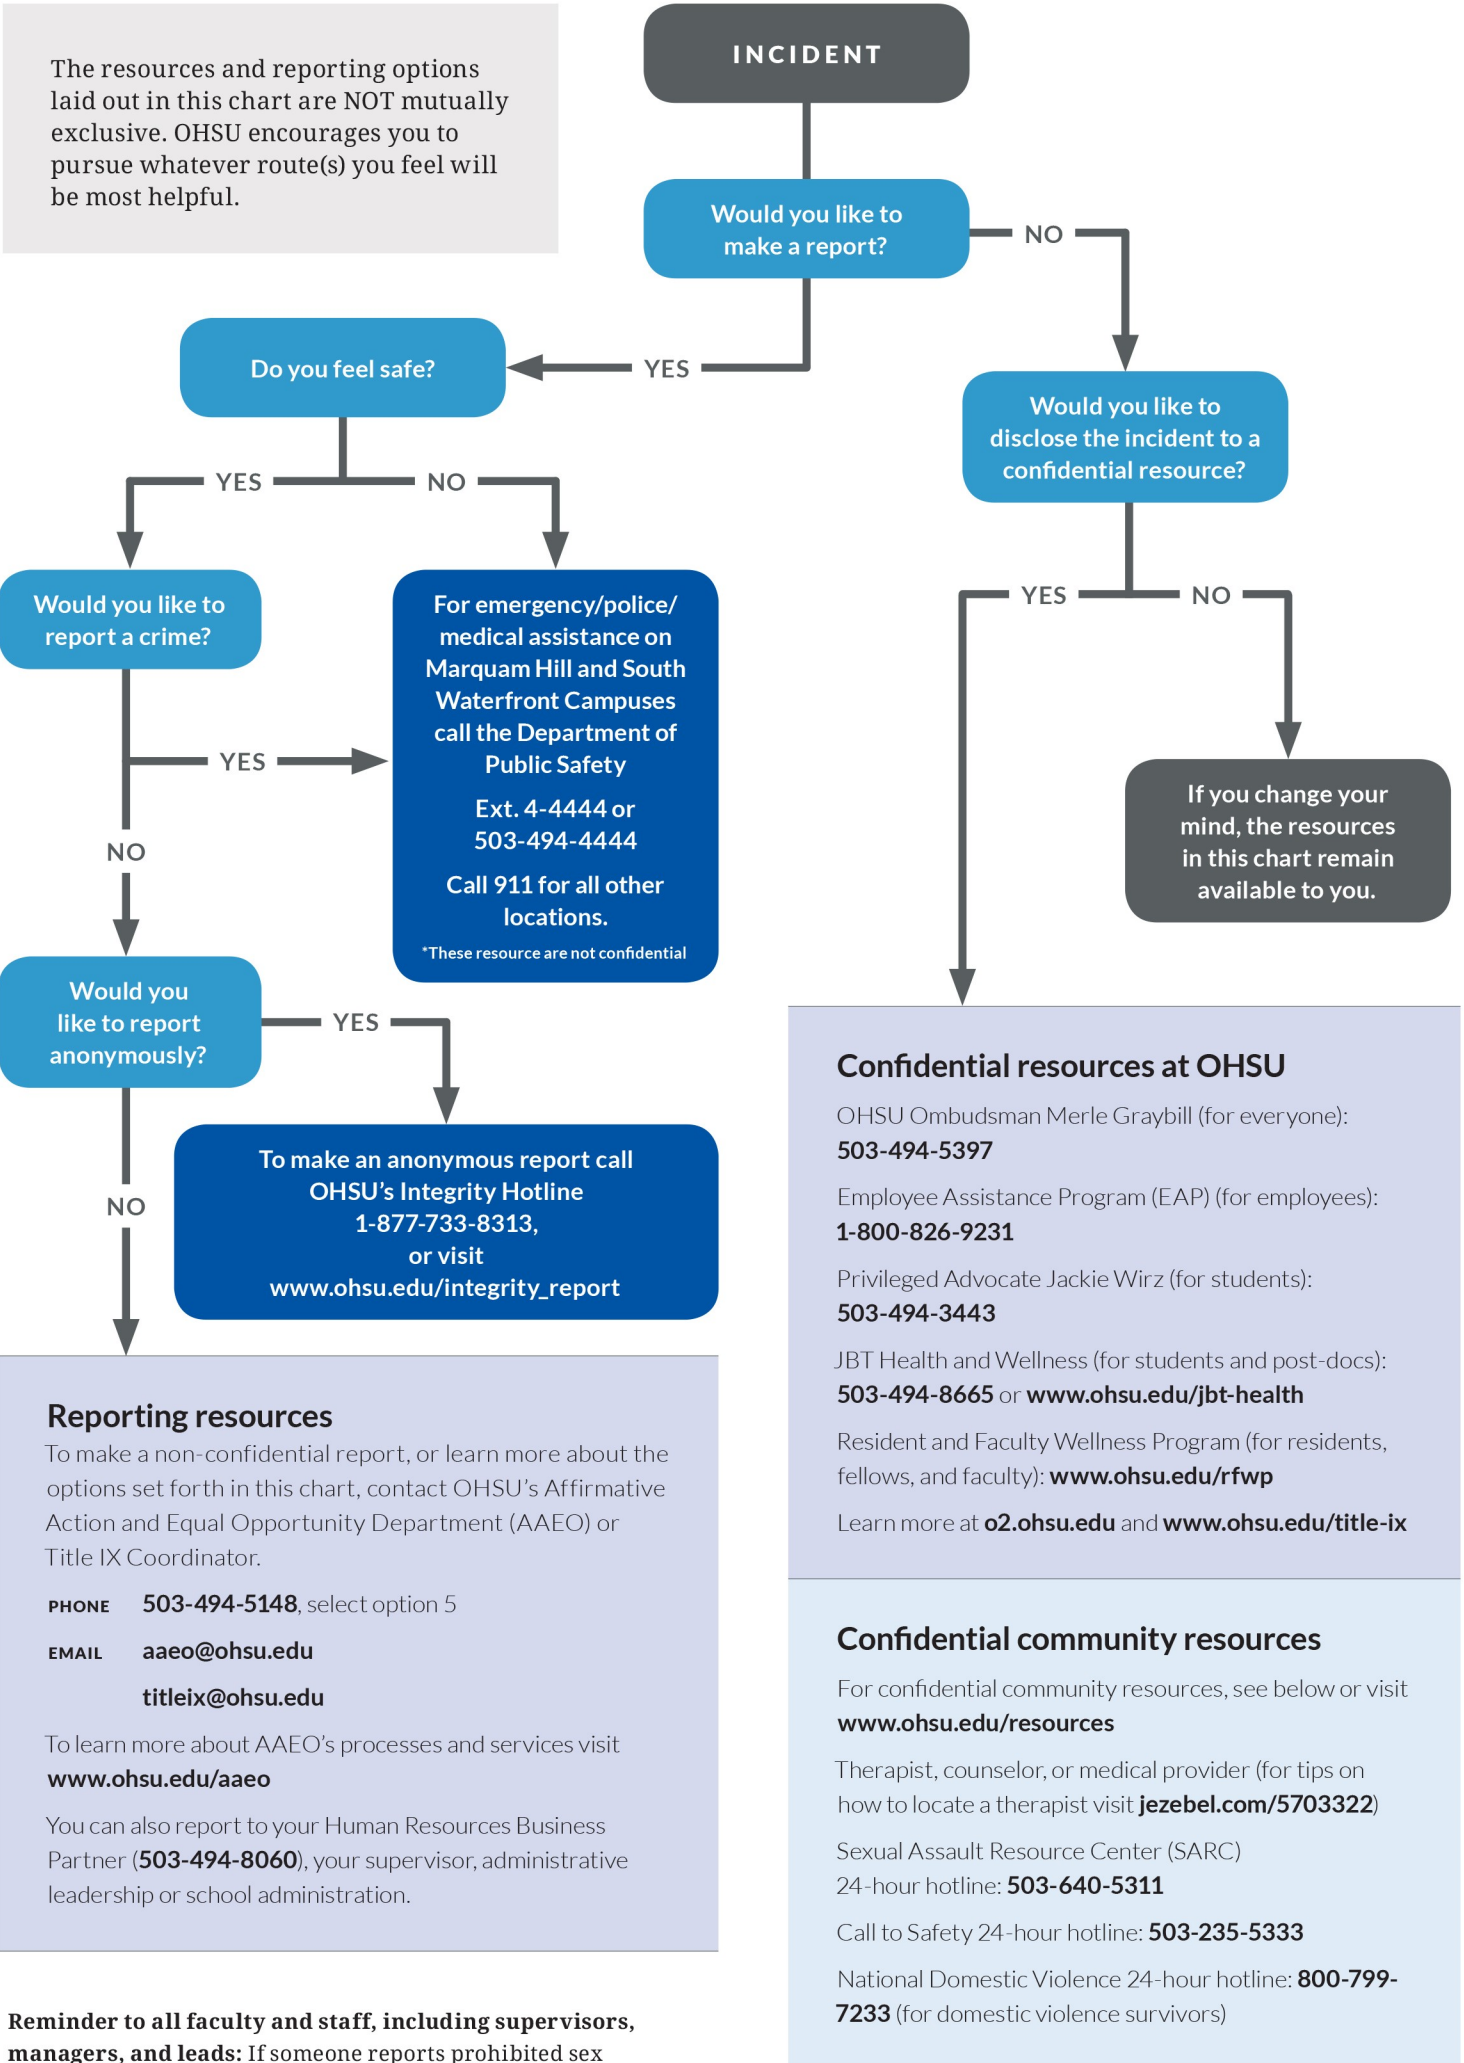 The resources and reporting options
laid out in this chart are NOT mutually
exclusive. OHSU encourages you to
pursue whatever route(s) you feel will
be most helpful.
INCIDENT
Would you like to
make a report?
NO
YES
Do you feel safe?
Would you like to
disclose the incident to a
confidential resource?
YES
NO
YES
NO
Would you like to
report a crime?
For emergency/police/
medical assistance on
Marquam Hill and South
Waterfront Campuses
call the Department of
Public Safety
Ext. 4-4444 or
503-494-4444
Call 911 for all other
locations.
*These resource are not confidential
YES
NO
If you change your
mind, the resources
in this chart remain
available to you.
Would you
like to report
anonymously?
YES
NO
To make an anonymous report call
OHSU's Integrity Hotline
1-877-733-8313,
or visit
www.ohsu.edu/integrity_report
Reporting resources
To make a non-confidential report, or learn more about the
options set forth in this chart, contact OHSU's Affirmative
Action and Equal Opportunity Department (AAEO) or
Title IX Coordinator.
PHONE 503-494-5148, select option 5
EMAIL aaeo@ohsu.edu
titleix@ohsu.edu
To learn more about AAEO's processes and services visit
www.ohsu.edu/aaeo
You can also report to your Human Resources Business
Partner (503-494-8060), your supervisor, administrative
leadership or school administration.
Reminder to all faculty and staff, including supervisors,
managers, and leads: If someone reports prohibited sex
Confidential resources at OHSU
OHSU Ombudsman Merle Graybill (for everyone):
503-494-5397
Employee Assistance Program (EAP) (for employees):
1-800-826-9231
Privileged Advocate Jackie Wirz (for students):
503-494-3443
JBT Health and Wellness (for students and post-docs):
503-494-8665 or www.ohsu.edu/jbt-health
Resident and Faculty Wellness Program (for residents,
fellows, and faculty): www.ohsu.edu/rfwp
Learn more at o2.ohsu.edu and www.ohsu.edu/title-ix
Confidential community resources
For confidential community resources, see below or visit
www.ohsu.edu/resources
Therapist, counselor, or medical provider (for tips on
how to locate a therapist visit jezebel.com/5703322)
Sexual Assault Resource Center (SARC)
24-hour hotline: 503-640-5311
Call to Safety 24-hour hotline: 503-235-5333
National Domestic Violence 24-hour hotline: 800-799-
7233 (for domestic violence survivors)